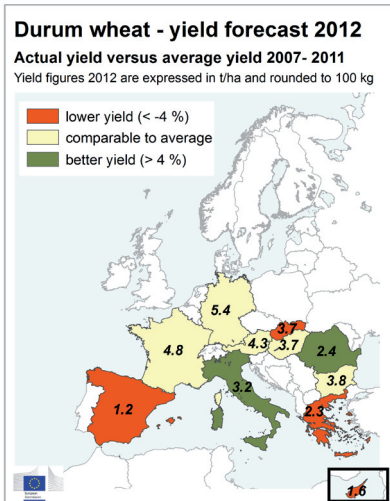 Durum wheat - yield forecast 2012
Actual yield versus average yield 2007- 2011
Yield figures 2012 are expressed in t/ha and rounded to 100 kg
lower yield (< -4 %)
comparable to average
better yield (> 4 %)
5.4
3.7
4.3
3.7
4.8
2.4
3.8
3.2
2.3
1.2
1.6